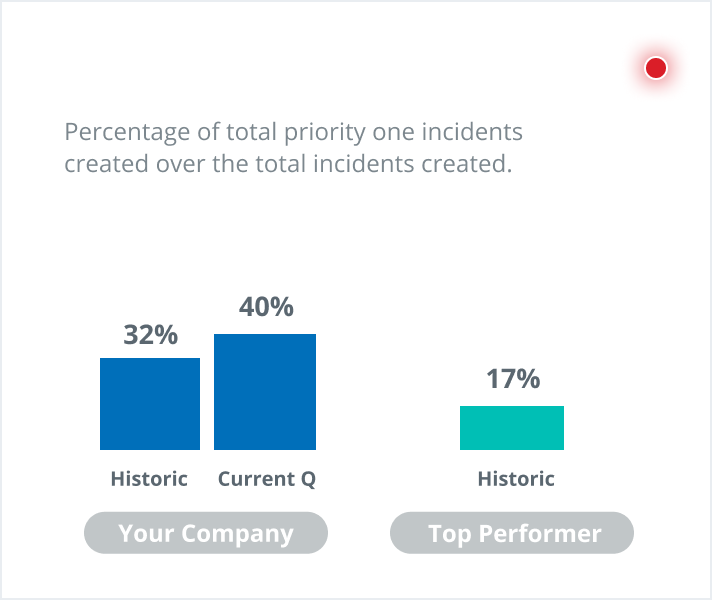 Percentage of total priority one incidents
created over the total incidents created.
32%
40%
17%
Historic
Current Q
Historic
Your Company
Top Performer